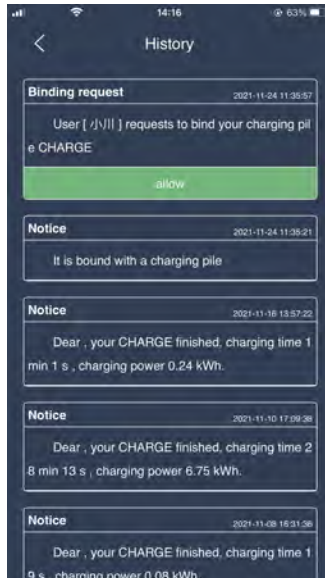 14:16
63%
History
Binding request
2021-11-24 11:35:57
User [ 小川 ] requests to bind your charging pil
e CHARGE
allow
Notice
2021-11-24 11:35:21
It is bound with a charging pile
Notice
2021-11-16 13:57:22
Dear , your CHARGE finished, charging time 1
min 1 s , charging power 0.24 kWh.
Notice
2021-11-10 17:09:38
Dear , your CHARGE finished, charging time 2
8 min 13 s , charging power 6.75 kWh.
Notice
2021-11-08 16:31:36
Dear , your CHARGE finished, charging time 1
9 s , charging power 0.08 kWh.